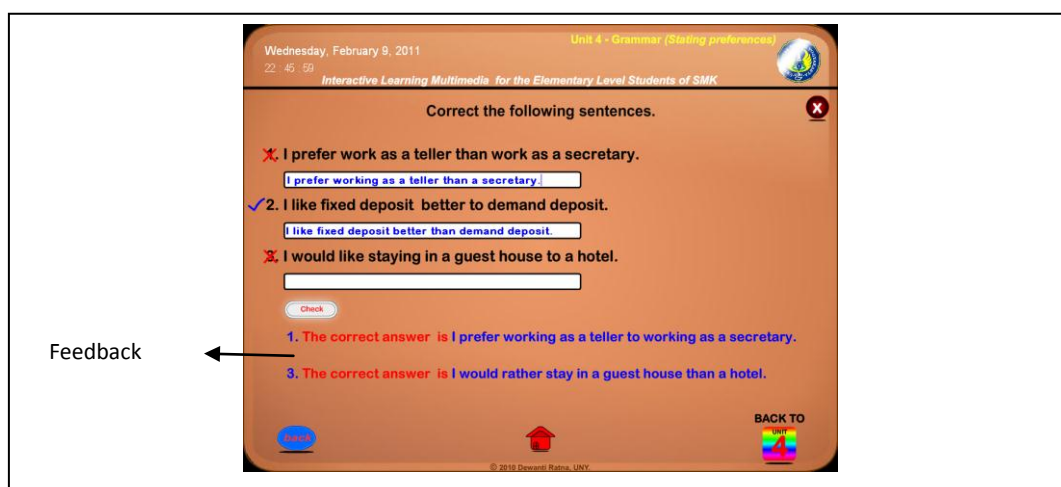 Unit 4 - Grammar (Stating preferences)
Wednesday, February 9, 2011
22 : 45 : 59
Interactive Learning Multimedia for the Elementary Level Students of SMK
Correct the following sentences.
X
1. I prefer work as a teller than work as a secretary.
I prefer working as a teller than a secretary.
2. I like fixed deposit better to demand deposit.
I like fixed deposit better than demand deposit.
3. I would like staying in a guest house to a hotel.
Check
1. The correct answer is I prefer working as a teller to working as a secretary.
Feedback
3. The correct answer is I would rather stay in a guest house than a hotel.
BACK TO
UNIT
4
back
© 2010 Dewanti Ratna, UNY.